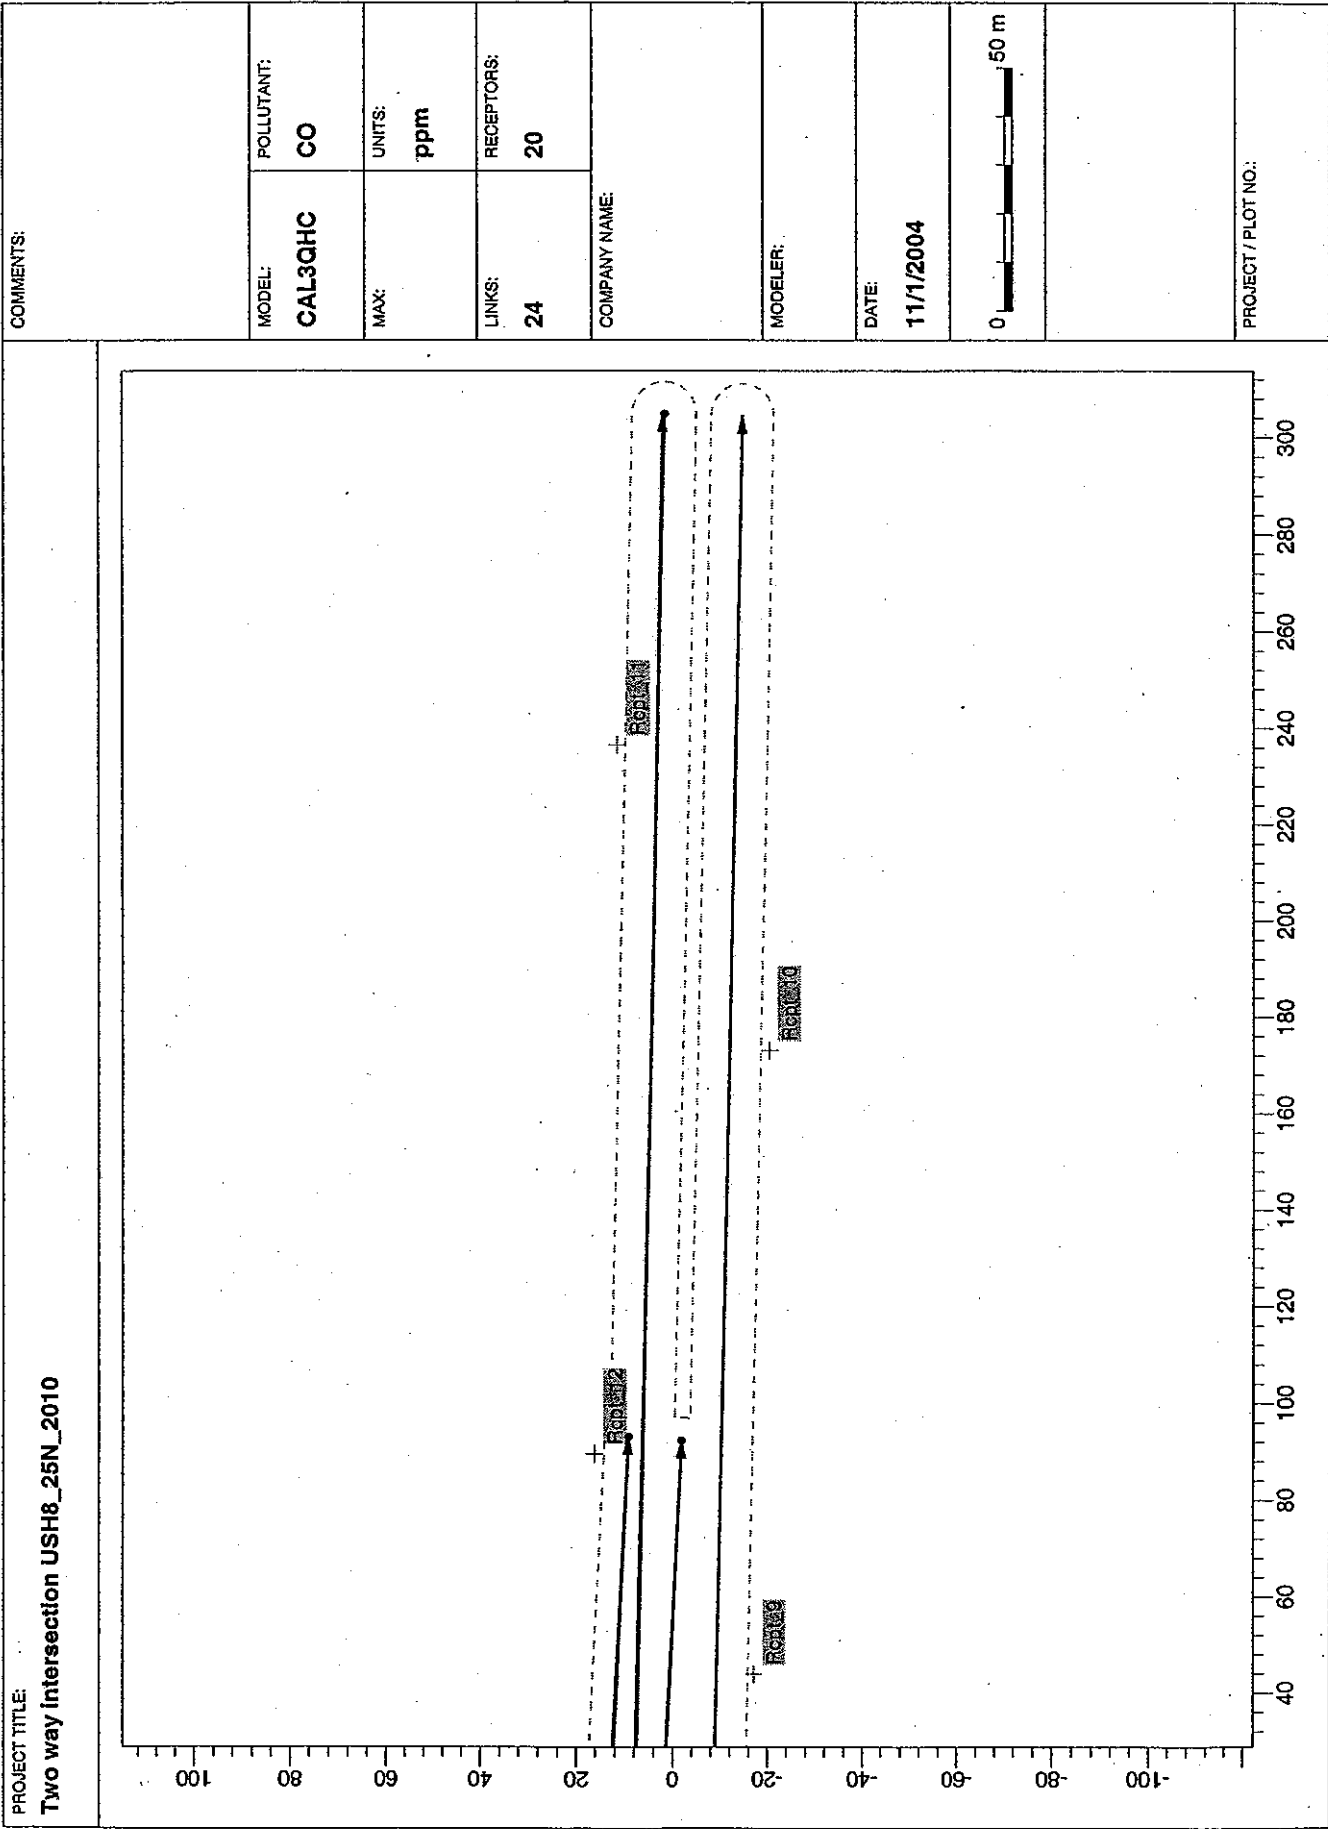 PROJECT TITLE:
Two way intersection USH8_25N_2010
100
80
60
40
20
0
-20
-40
-60
-80
-100
40
60
80
100
120
140
160
180
200
220
240
260
280
300
Rcpt 9
Rcpt 10
Rcpt 11
Rcpt 12
COMMENTS:
MODEL:
CAL3QHC
POLLUTANT:
CO
MAX:
UNITS:
ppm
LINKS:
24
RECEPTORS:
20
COMPANY NAME:
MODELER:
DATE:
11/1/2004
0
50 m
PROJECT / PLOT NO.: